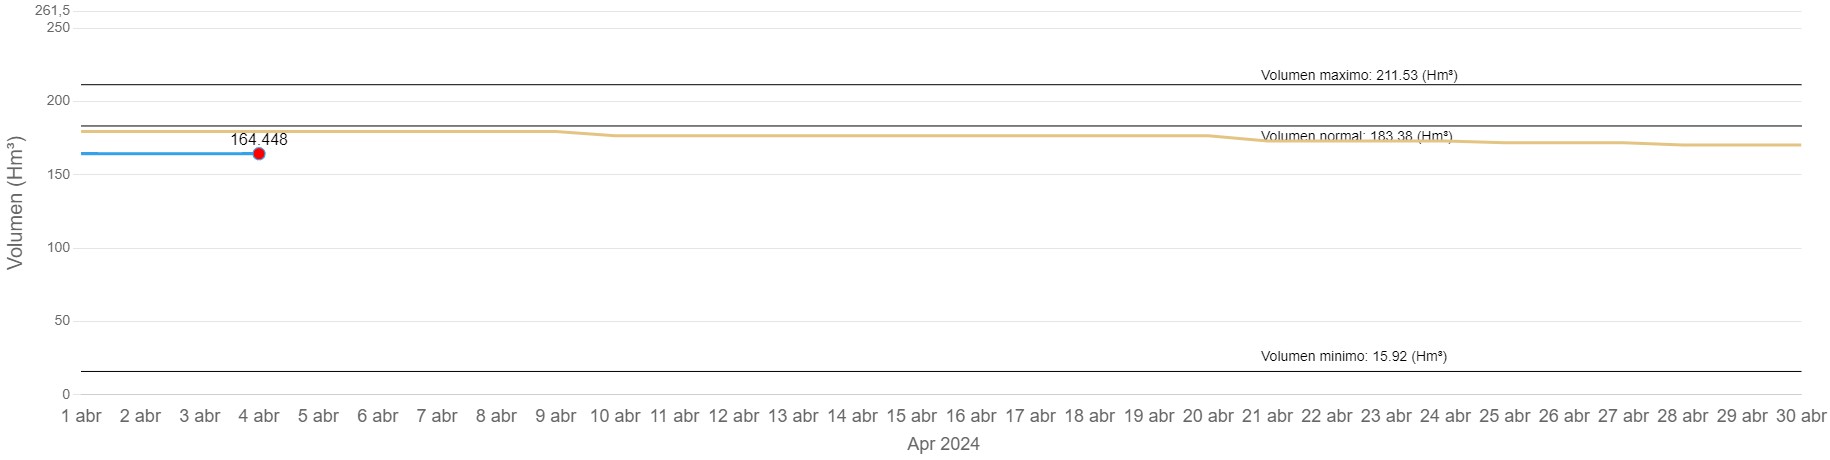 261,5
250
Volumen maximo: 211.53 (Hm³)
200
Volumen normal: 183.38 (Hm³)
164.448
150
Volumen (Hm³)
100
50
Volumen minimo: 15.92 (Hm³)
0
1 abr 2 abr 3 abr 4 abr 5 abr 6 abr 7 abr 8 abr 9 abr 10 abr 11 abr 12 abr 13 abr 14 abr 15 abr 16 abr 17 abr 18 abr 19 abr 20 abr 21 abr 22 abr 23 abr 24 abr 25 abr 26 abr 27 abr 28 abr 29 abr 30 abr
Apr 2024